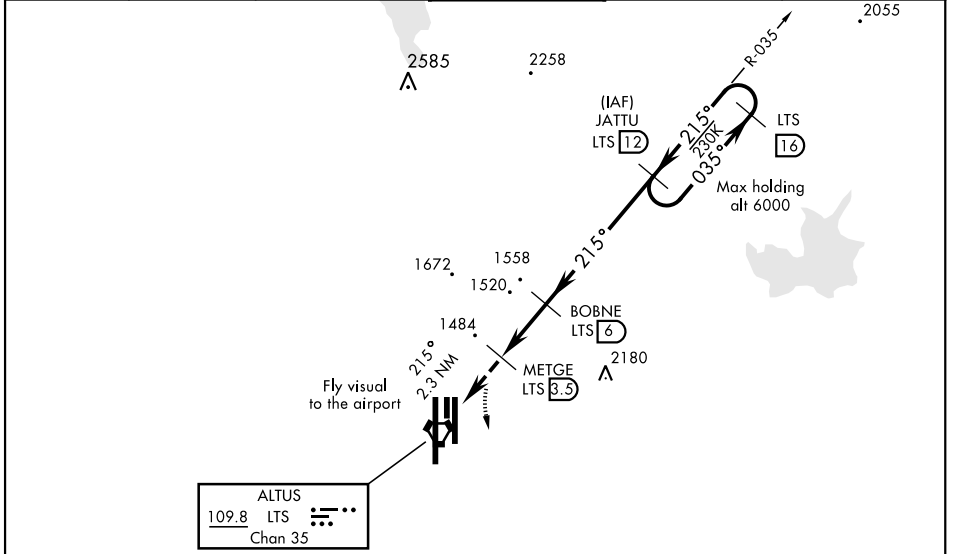 2055
R-035
2585
2258
(IAF)
JATTU
LTS 12
215°
230K
035°
LTS
16
Max holding
alt 6000
215°
1672
1558
1520
BOBNE
LTS 6
1484
215°
2.3 NM
2180
METGE
LTS 3.5
Fly visual
to the airport
ALTUS
109.8 LTS
Chan 35